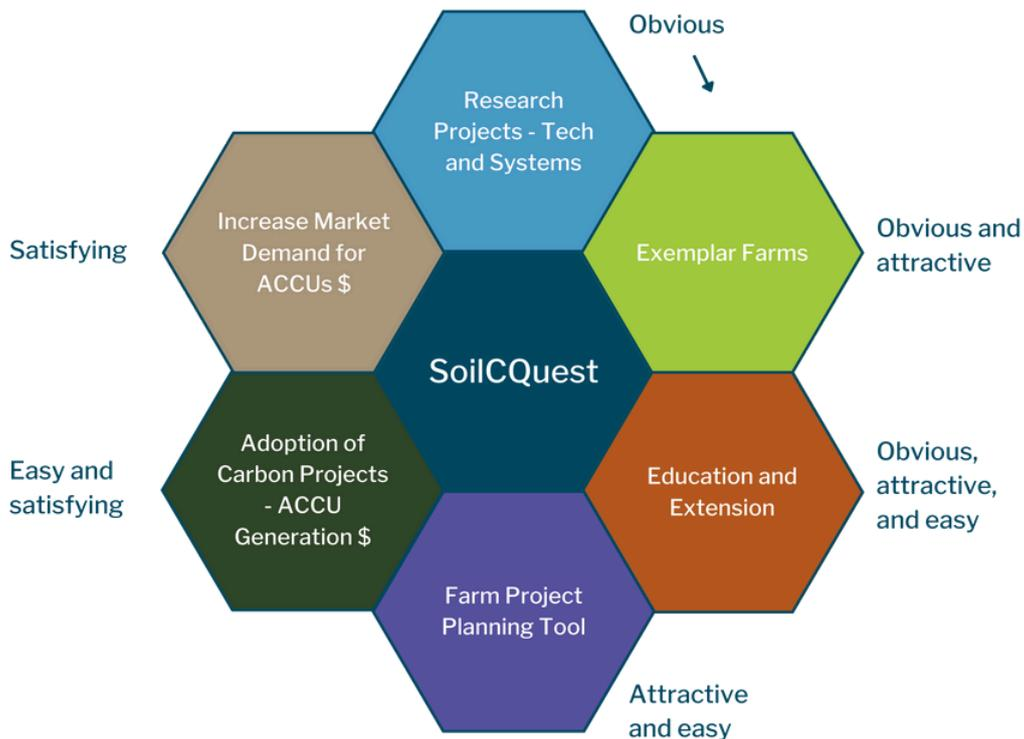 Obvious
Research
Projects - Tech
and Systems
Increase Market
Demand for
ACCUs $
Satisfying
Exemplar Farms
Obvious and
attractive
SoilCQuest
Adoption of
Carbon Projects
- ACCU
Generation $
Easy and
satisfying
Education and
Extension
Obvious,
attractive,
and easy
Farm Project
Planning Tool
Attractive
and easy